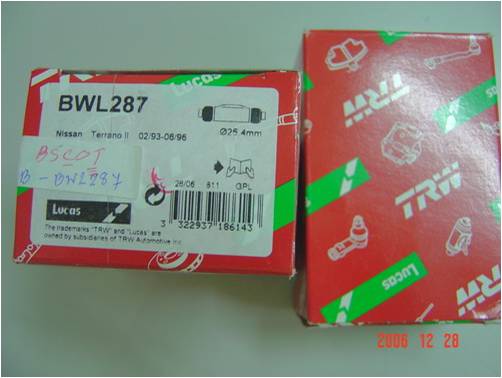 Lucas
BWL287
Ø25.4mm
Nissan Terrano II 02/93-06/96
BSCOT
B-BW2287
26/06 811 GPL
Lucas
3 322937 186143
The trademarks "TRW" and "Lucas" are
owned by subsidiaries of TRW Automotive Inc
TRW
TRW
Lucas
TRW
2006 12 28